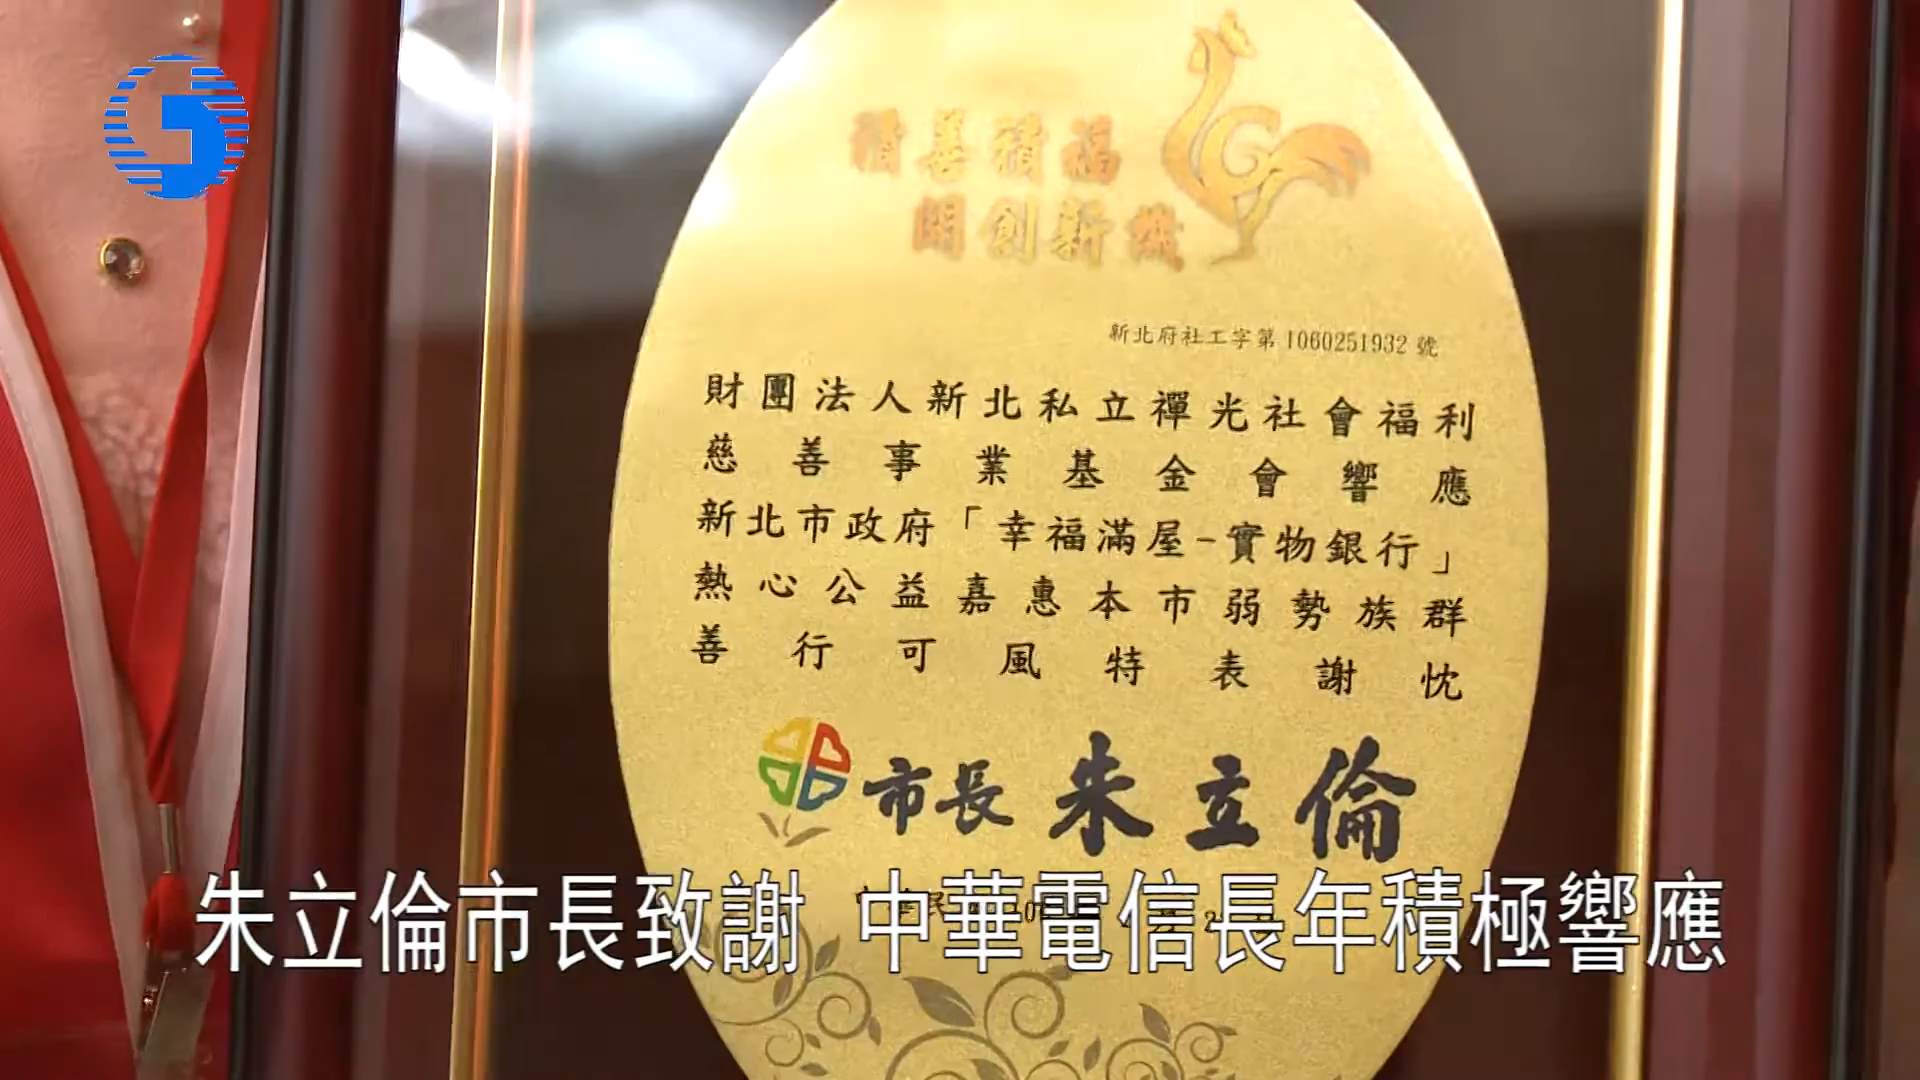 積善積福
開創新機
新北府社工字第1060251932號
財團法人新北私立禪光社會福利
慈善事業基金會響應
新北市政府「幸福滿屋-實物銀行」
熱心公益嘉惠本市弱勢族群
善行可風特表謝忱
市長 朱立倫
朱立倫市長致謝 中華電信長年積極響應